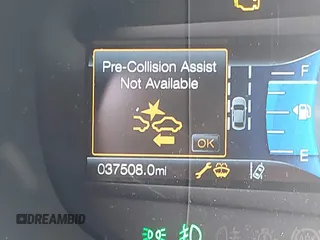 Pre-Collision Assist
Not Available
F
OK
E
037508.0mi
DREAMBID